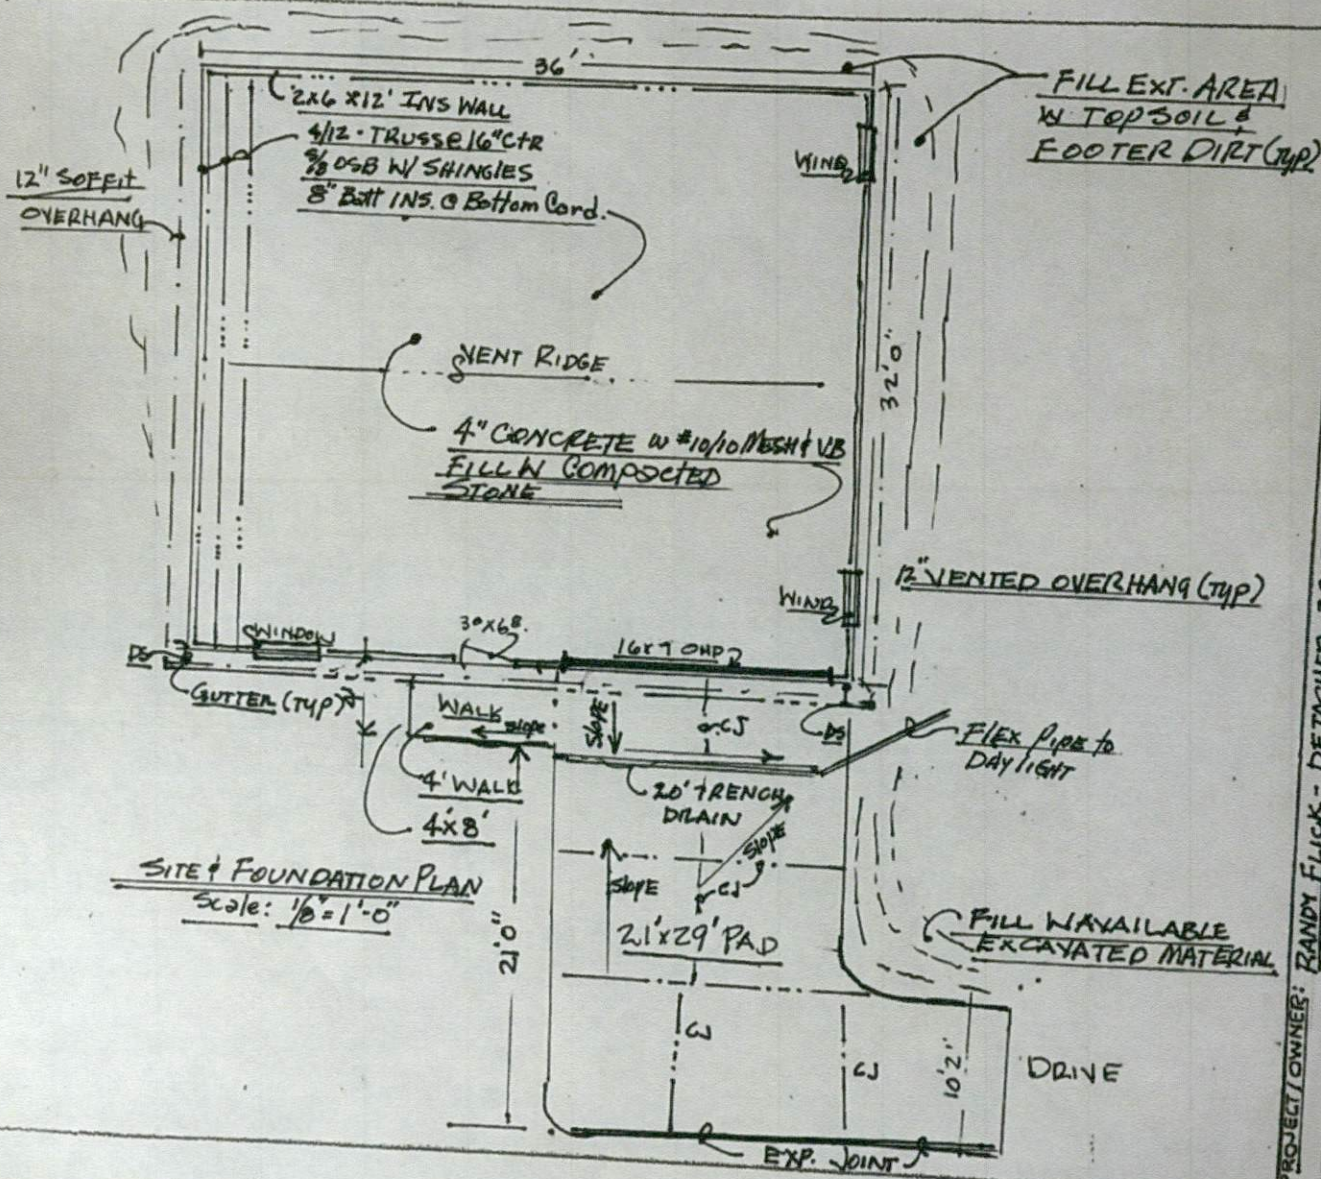 36'
2x6 x12' INS WALL
4/12 - TRUSS@16"CTR
5/8 OSB W/ SHINGLES
8" Batt INS. @ Bottom Cord.
12" SOFFIT
OVERHANG
WIND
FILL EXT. AREA
W TOPSOIL &
FOOTER DIRT (TYP)
VENT RIDGE
32'0"
4" CONCRETE W #10/10 MESH & VB
FILL W COMPACTED
STONE
12" VENTED OVERHANG (TYP)
WIND
WINDOW
3°x6⁸
16x7 OHD
DS
GUTTER (TYP)
WALK
SLOPE
SLOPE
CJ
DS
FLEX PIPE to
DAYLIGHT
4' WALK
4'x8'
20' TRENCH
DRAIN
SLOPE
SLOPE
CJ
SITE & FOUNDATION PLAN
Scale: 1/8"=1'-0"
21'0"
21'x29' PAD
FILL W AVAILABLE
EXCAVATED MATERIAL
CJ
CJ
10'2"
DRIVE
EXP. JOINT
PROJECT/OWNER: RANDY FLICK - DETACHED